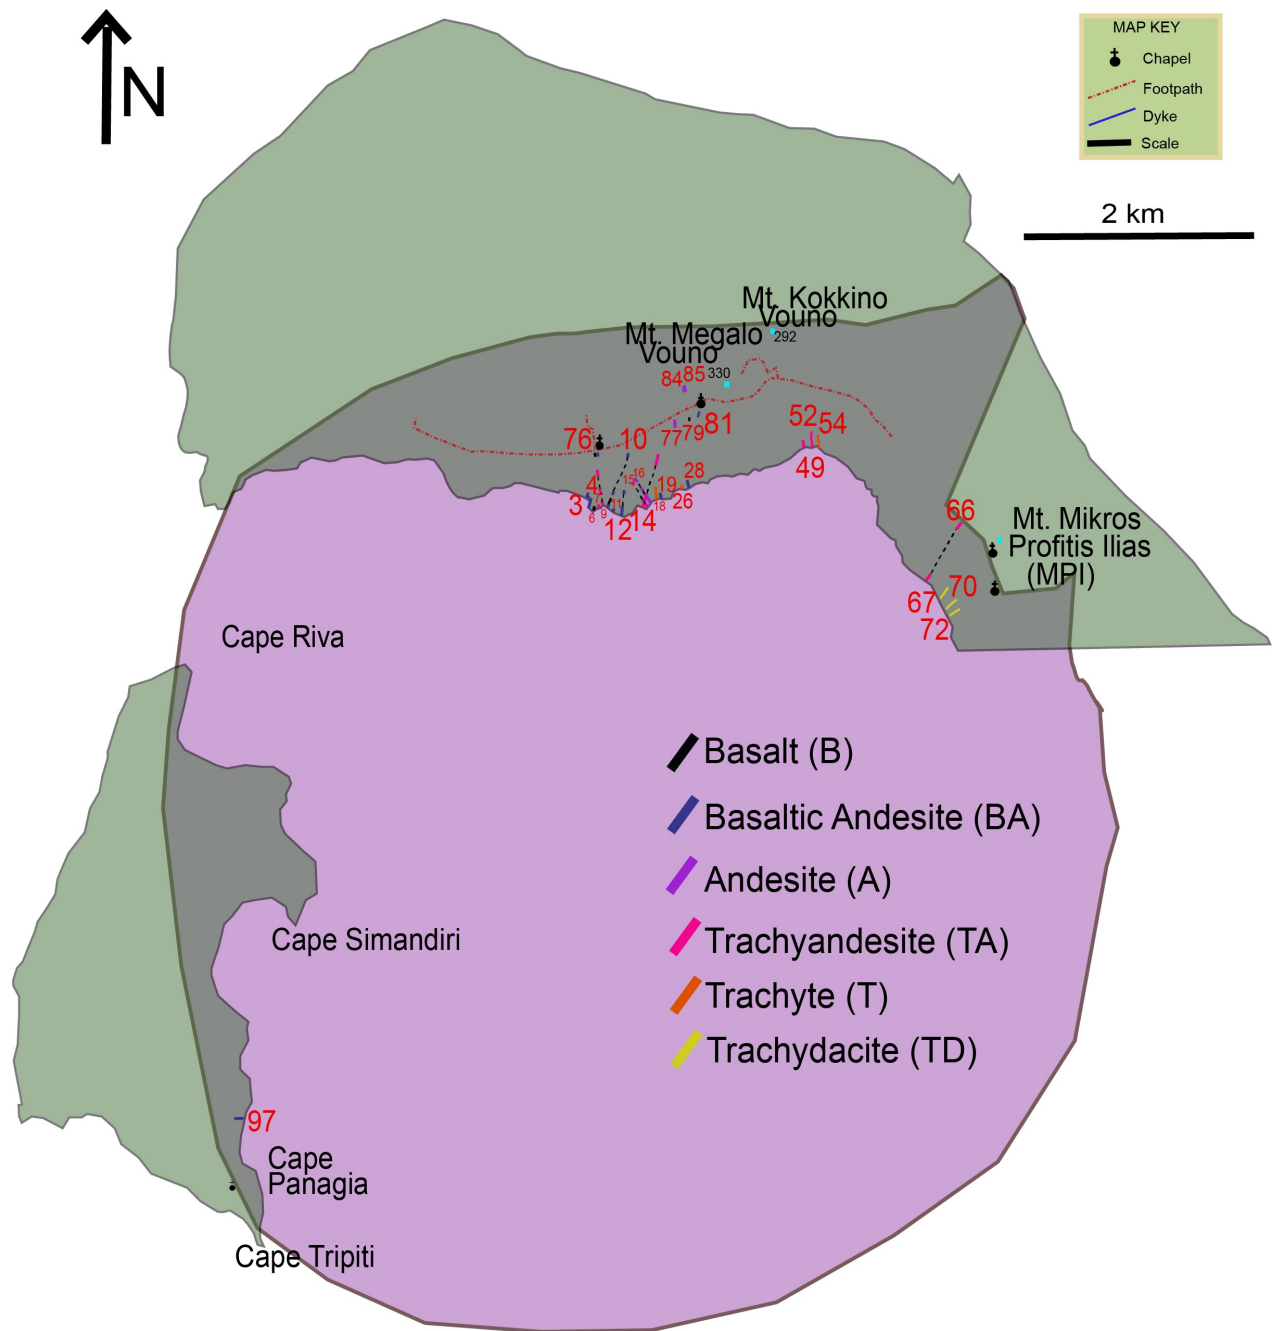 N
MAP KEY
Chapel
Footpath
Dyke
Scale
2 km
Mt. Kokkino
Vouno
292
Mt. Megalo
Vouno
330
84
85
76
10
77
79
81
52
54
49
4
3
6
9
11
12
15
16
14
19
18
26
28
66
Mt. Mikros
Profitis Ilias
(MPI)
67
70
72
Cape Riva
Basalt (B)
Basaltic Andesite (BA)
Andesite (A)
Trachyandesite (TA)
Trachyte (T)
Trachydacite (TD)
Cape Simandiri
97
Cape
Panagia
Cape Tripiti